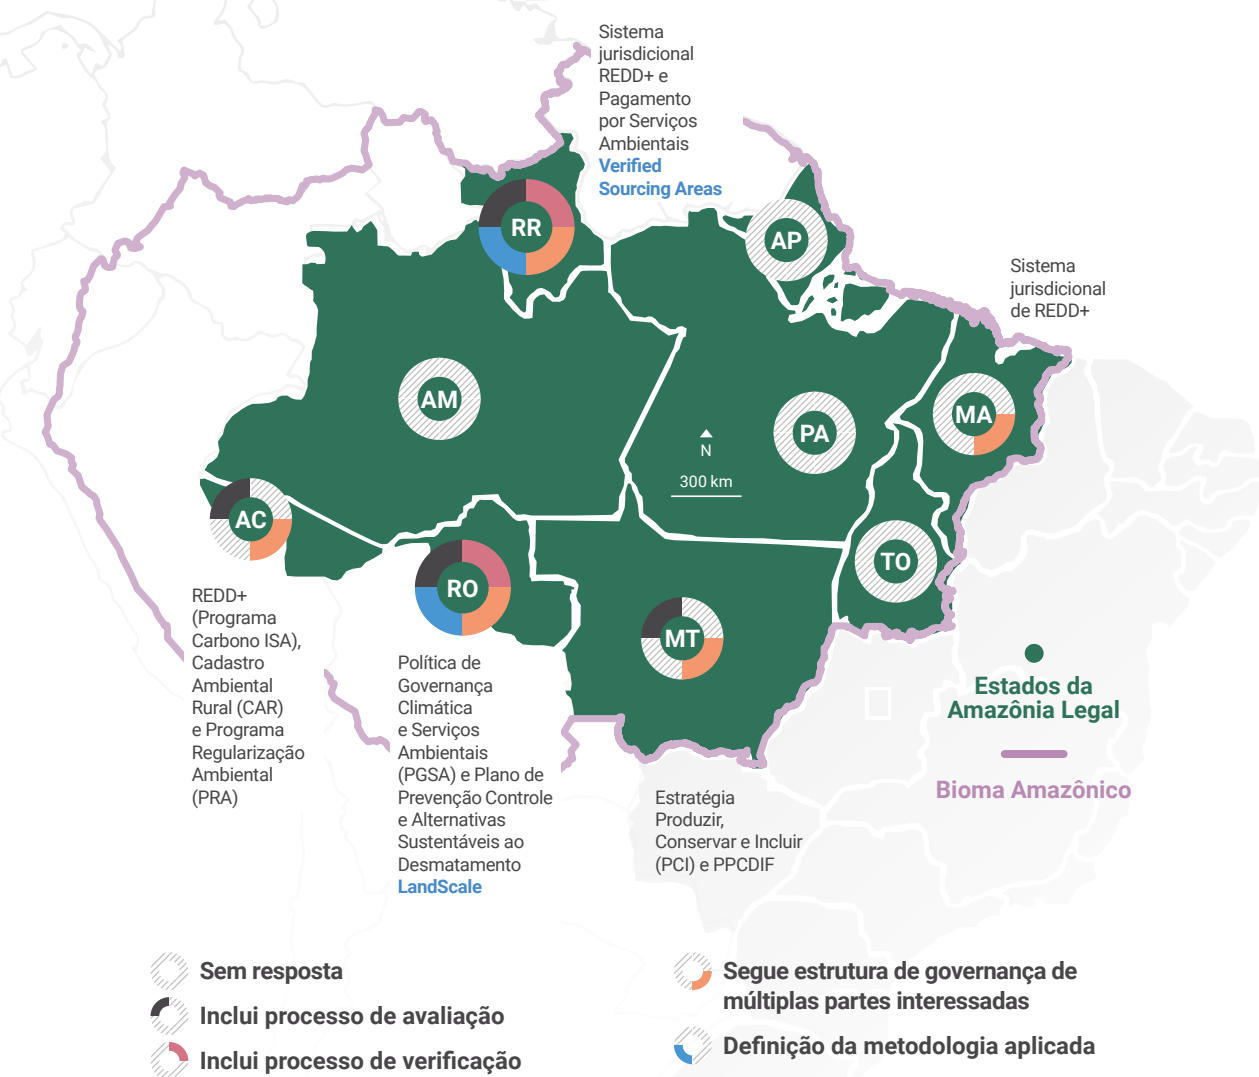 Sistema
jurisdicional
REDD+ e
Pagamento
por Serviços
Ambientais
Verified
Sourcing Areas
RR
AP
Sistema
jurisdicional
de REDD+
AM
PA
MA
N
300 km
AC
TO
RO
MT
REDD+
(Programa
Carbono ISA),
Cadastro
Ambiental
Rural (CAR)
e Programa
Regularização
Ambiental
(PRA)
Política de
Governança
Climática
e Serviços
Ambientais
(PGSA) e Plano de
Prevenção Controle
e Alternativas
Sustentáveis ao
Desmatamento
LandScale
Estratégia
Produzir,
Conservar e Incluir
(PCI) e PPCDIF
Estados da
Amazônia Legal
Bioma Amazônico
Sem resposta
Inclui processo de avaliação
Inclui processo de verificação
Segue estrutura de governança de
múltiplas partes interessadas
Definição da metodologia aplicada